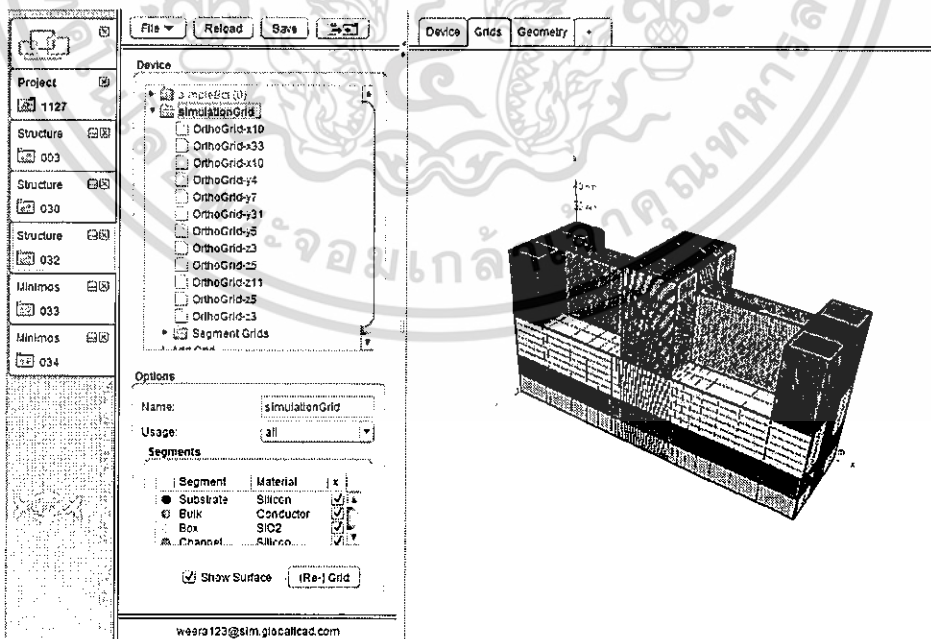 File Reload Save
Device Grids Geometry +
Project
1127
Structure
003
Structure
030
Structure
032
Minimos
033
Minimos
034
Device
simulationGrid
OrthoGrid-x10
OrthoGrid-x33
OrthoGrid-x10
OrthoGrid-y4
OrthoGrid-y7
OrthoGrid-y31
OrthoGrid-y5
OrthoGrid-z3
OrthoGrid-z5
OrthoGrid-z11
OrthoGrid-z5
OrthoGrid-z3
Segment Grids
Options
Name: simulationGrid
Usage: all
Segments
Segment Material x
Substrate Silicon
Bulk Conductor
Box SiO2
Channel Silicon
Show Surface (Re-) Grid
weera123@sim.globalcad.com
x